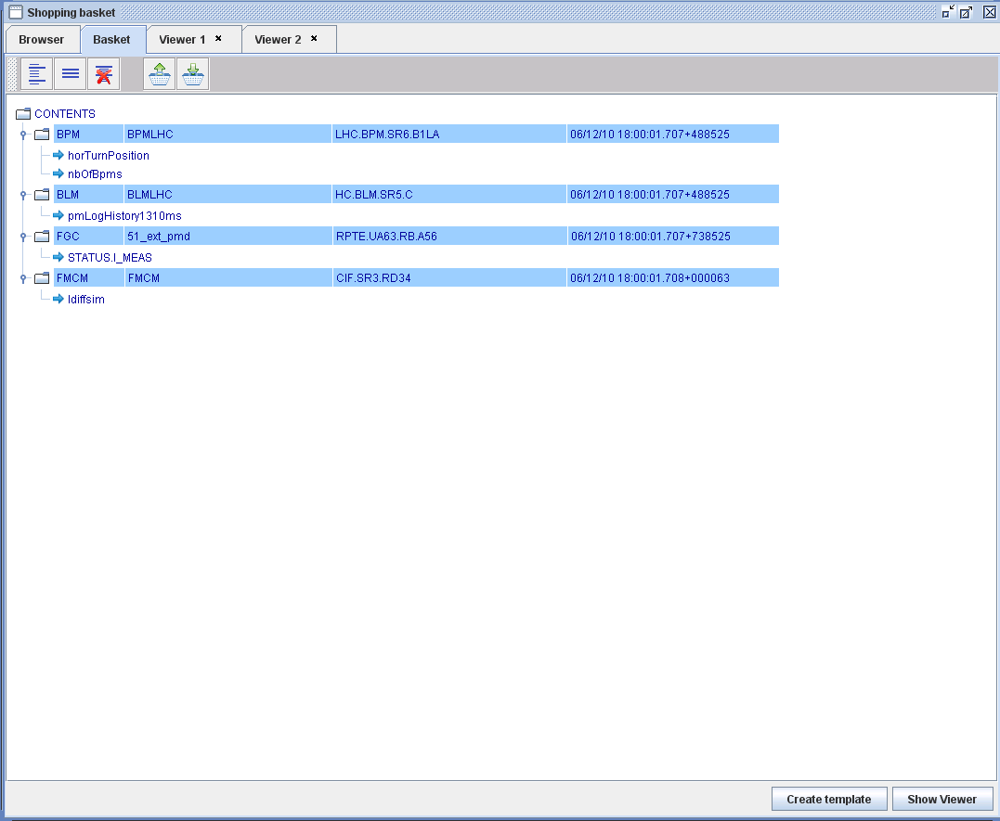 Shopping basket
Browser Basket Viewer 1 × Viewer 2 ×
CONTENTS
BPM BPMLHC LHC.BPM.SR6.B1LA 06/12/10 18:00:01.707+488525
horTurnPosition
nbOfBpms
BLM BLMLHC HC.BLM.SR5.C 06/12/10 18:00:01.707+488525
pmLogHistory1310ms
FGC 51_ext_pmd RPTE.UA63.RB.A56 06/12/10 18:00:01.707+738525
STATUS.I_MEAS
FMCM FMCM CIF.SR3.RD34 06/12/10 18:00:01.708+000063
Idiffsim
Create template Show Viewer